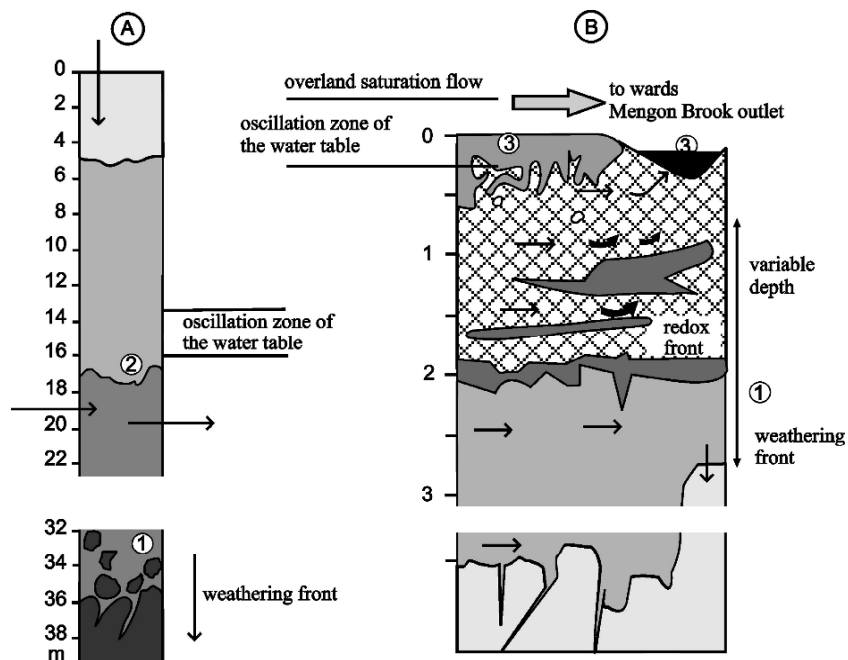 A
B
overland saturation flow
to wards
Mengon Brook outlet
oscillation zone of
the water table
0
2
4
6
8
10
12
14
16
18
20
22
32
34
36
38
m
2
1
oscillation zone of
the water table
weathering front
0
1
2
3
3
3
redox
front
variable
depth
1
weathering
front